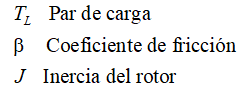 T_L Par de carga
β Coeficiente de fricción
J Inercia del rotor